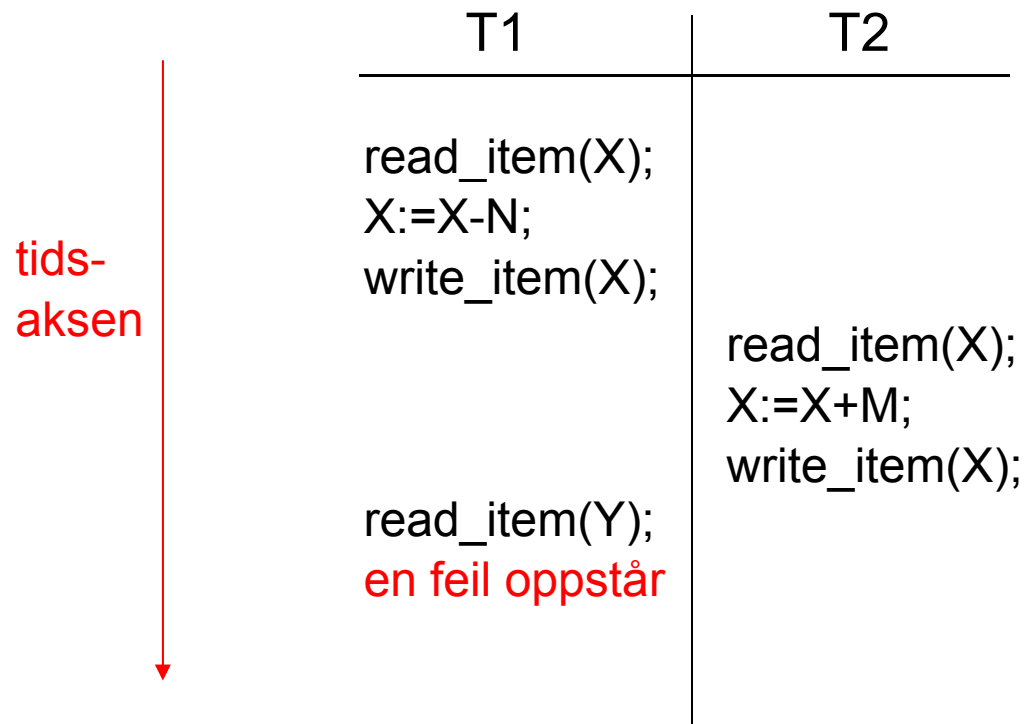 T1
T2
read_item(X);
X:=X-N;
write_item(X);
tids-
aksen
read_item(X);
X:=X+M;
write_item(X);
read_item(Y);
en feil oppstår